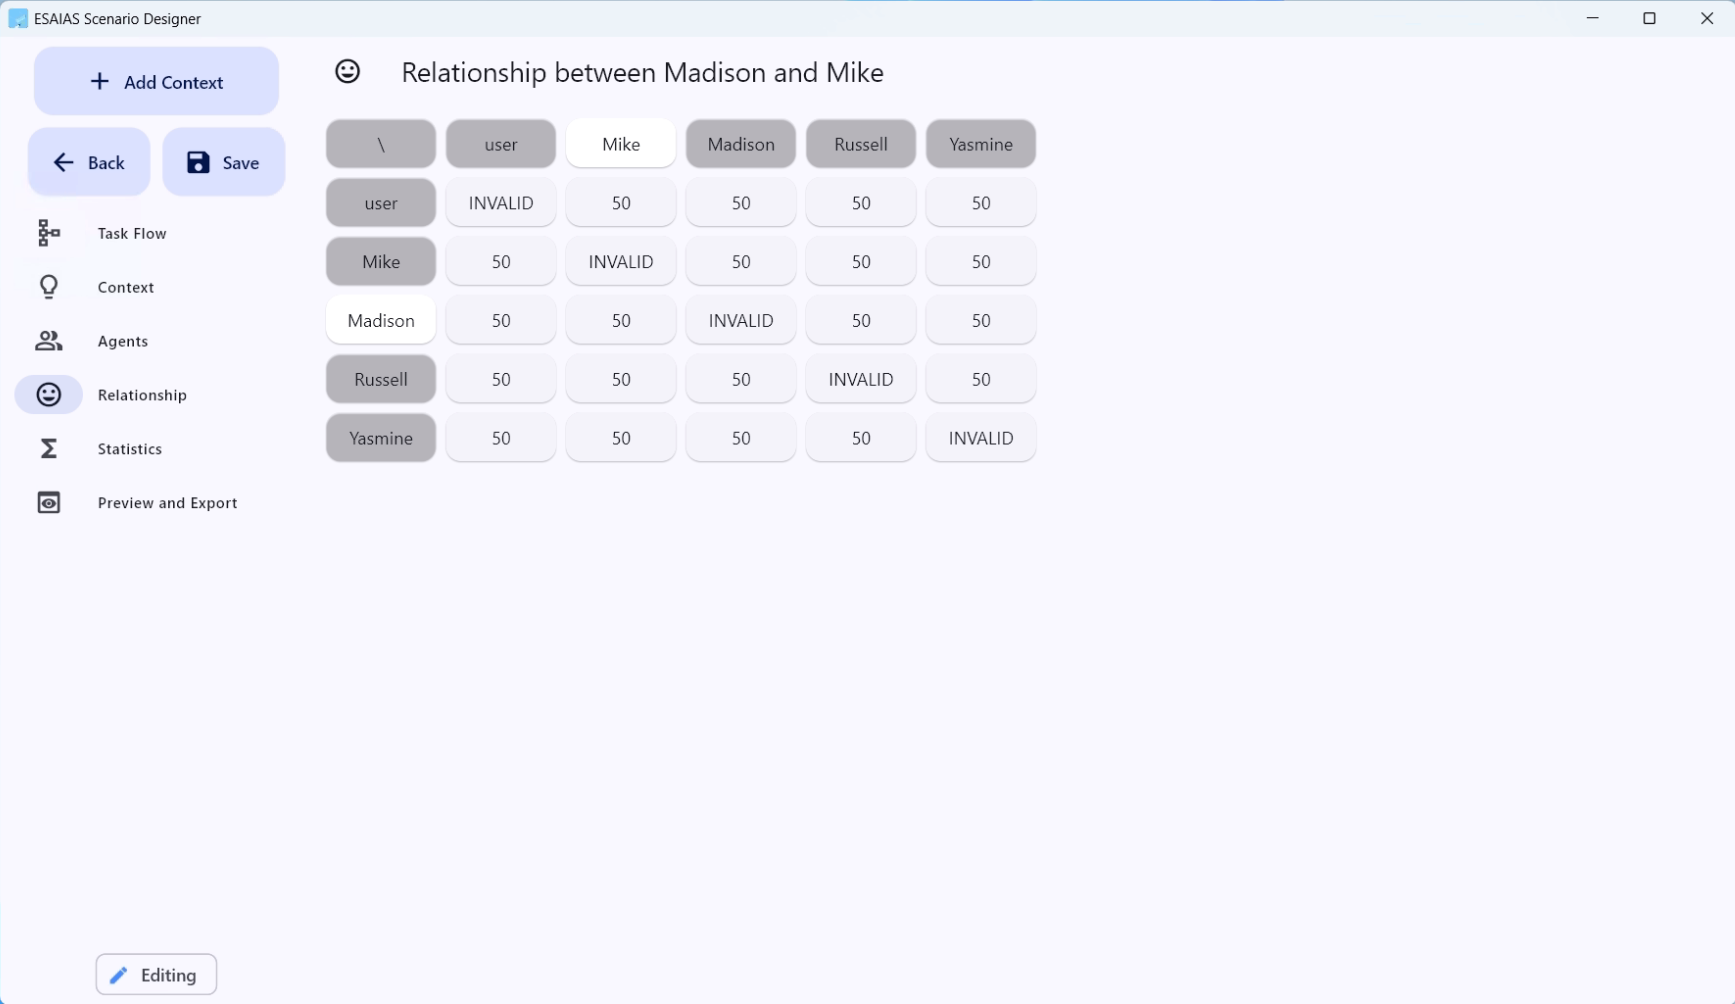 ESAIAS Scenario Designer
Add Context
Back Save
Task Flow
Context
Agents
Relationship
Statistics
Preview and Export
Editing
Relationship between Madison and Mike
\ user Mike Madison Russell Yasmine
user INVALID 50 50 50 50
Mike 50 INVALID 50 50 50
Madison 50 50 INVALID 50 50
Russell 50 50 50 INVALID 50
Yasmine 50 50 50 50 INVALID